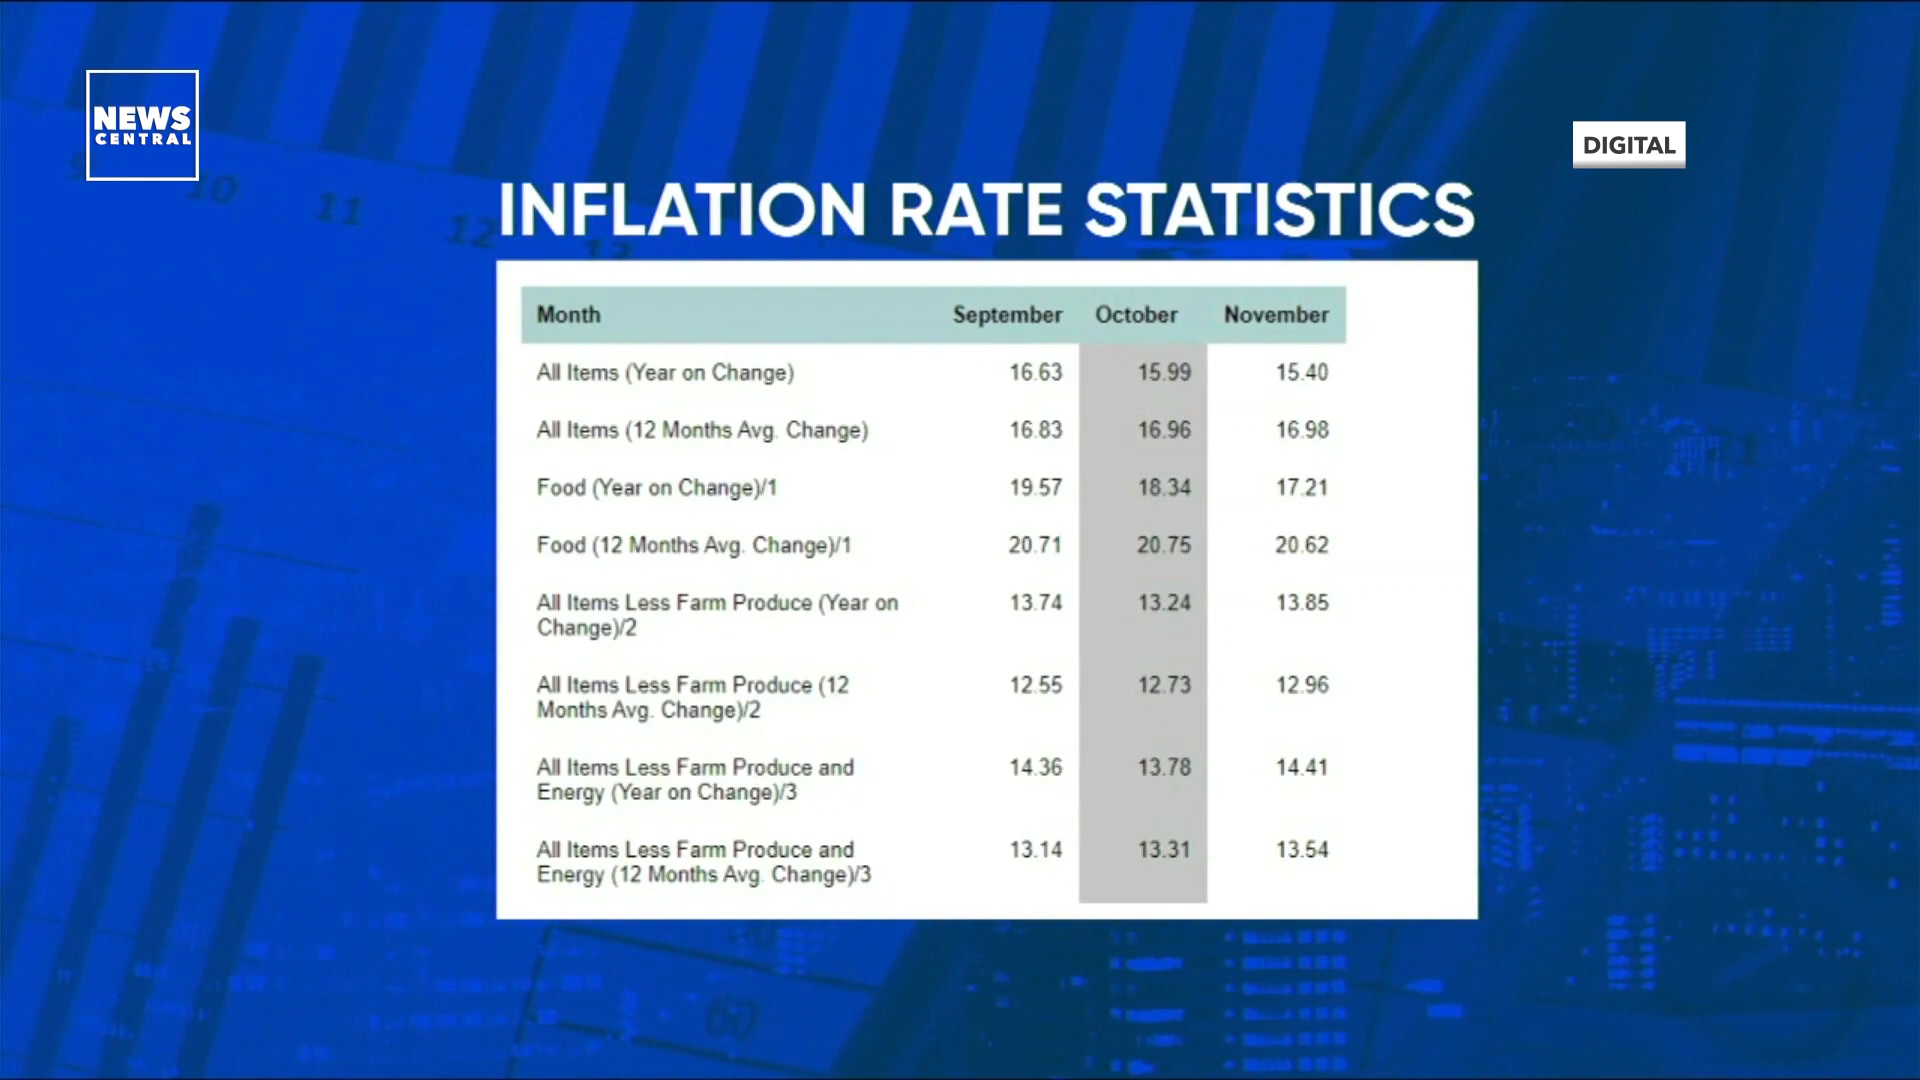 NEWS
CENTRAL
DIGITAL
10 11 12 13
INFLATION RATE STATISTICS
Month September October November
All Items (Year on Change) 16.63 15.99 15.40
All Items (12 Months Avg. Change) 16.83 16.96 16.98
Food (Year on Change)/1 19.57 18.34 17.21
Food (12 Months Avg. Change)/1 20.71 20.75 20.62
All Items Less Farm Produce (Year on 13.74 13.24 13.85
Change)/2
All Items Less Farm Produce (12 12.55 12.73 12.96
Months Avg. Change)/2
All Items Less Farm Produce and 14.36 13.78 14.41
Energy (Year on Change)/3
All Items Less Farm Produce and 13.14 13.31 13.54
Energy (12 Months Avg. Change)/3
60